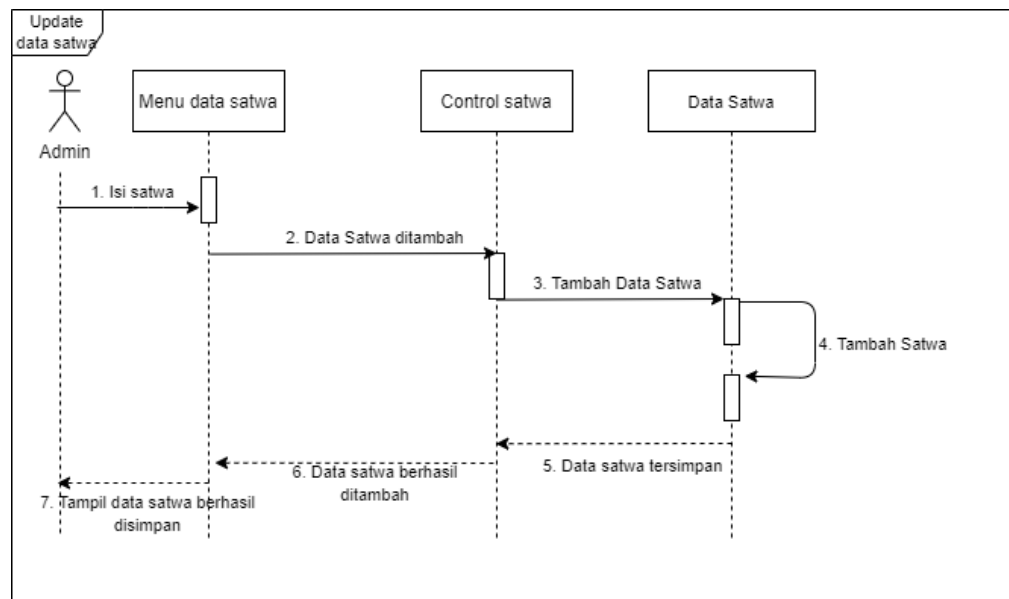 Update
data satwa
Menu data satwa
Control satwa
Data Satwa
Admin
1. Isi satwa
2. Data Satwa ditambah
3. Tambah Data Satwa
4. Tambah Satwa
5. Data satwa tersimpan
6. Data satwa berhasil
ditambah
7. Tampil data satwa berhasil
disimpan